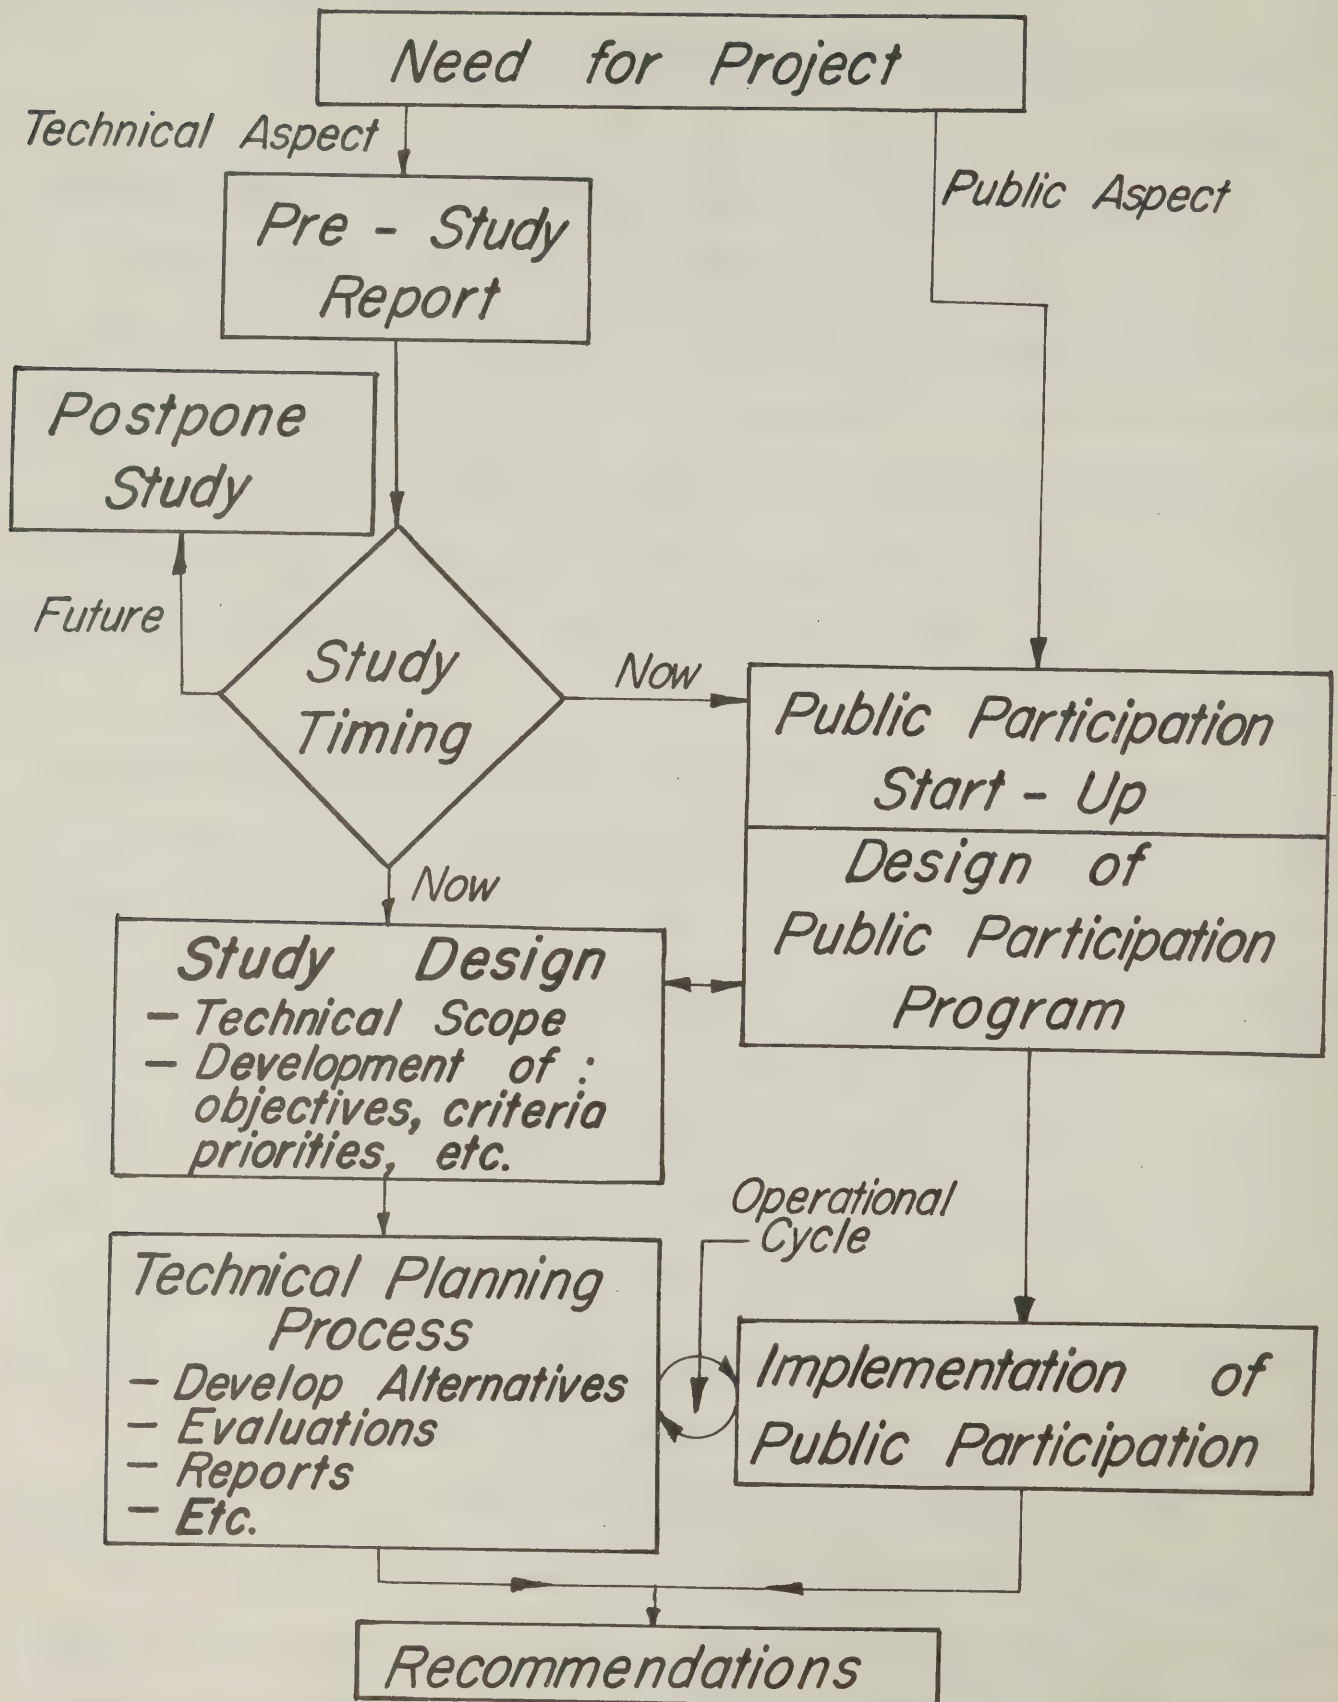 Need for Project
Technical Aspect
Public Aspect
Pre - Study
Report
Postpone
Study
Future
Study
Timing
Now
Public Participation
Start - Up
Design of
Public Participation
Program
Now
Study Design
- Technical Scope
- Development of :
objectives, criteria
priorities, etc.
Operational
Cycle
Technical Planning
Process
- Develop Alternatives
- Evaluations
- Reports
- Etc.
Implementation of
Public Participation
Recommendations